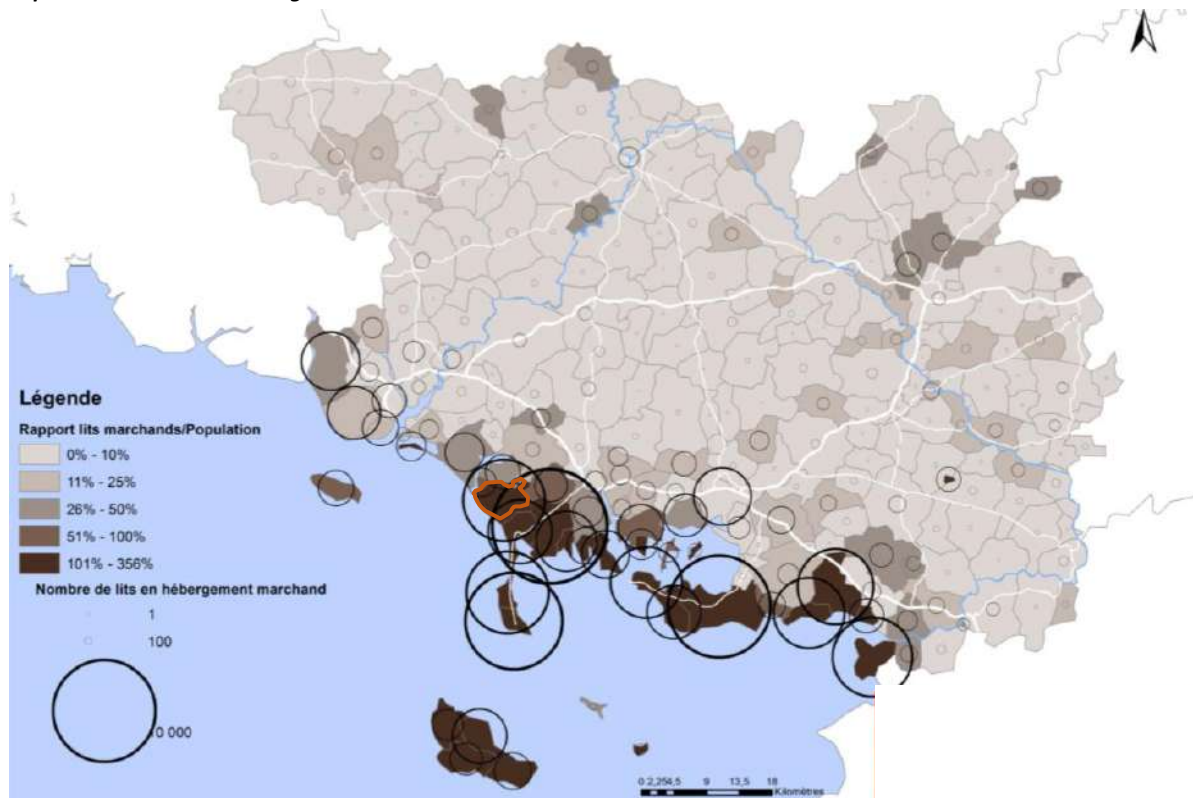 Légende
Rapport lits marchands/Population
0% - 10%
11% - 25%
26% - 50%
51% - 100%
101% - 356%
Nombre de lits en hébergement marchand
1
100
10 000
0 2,254,5 9 13,5 18
Kilomètres